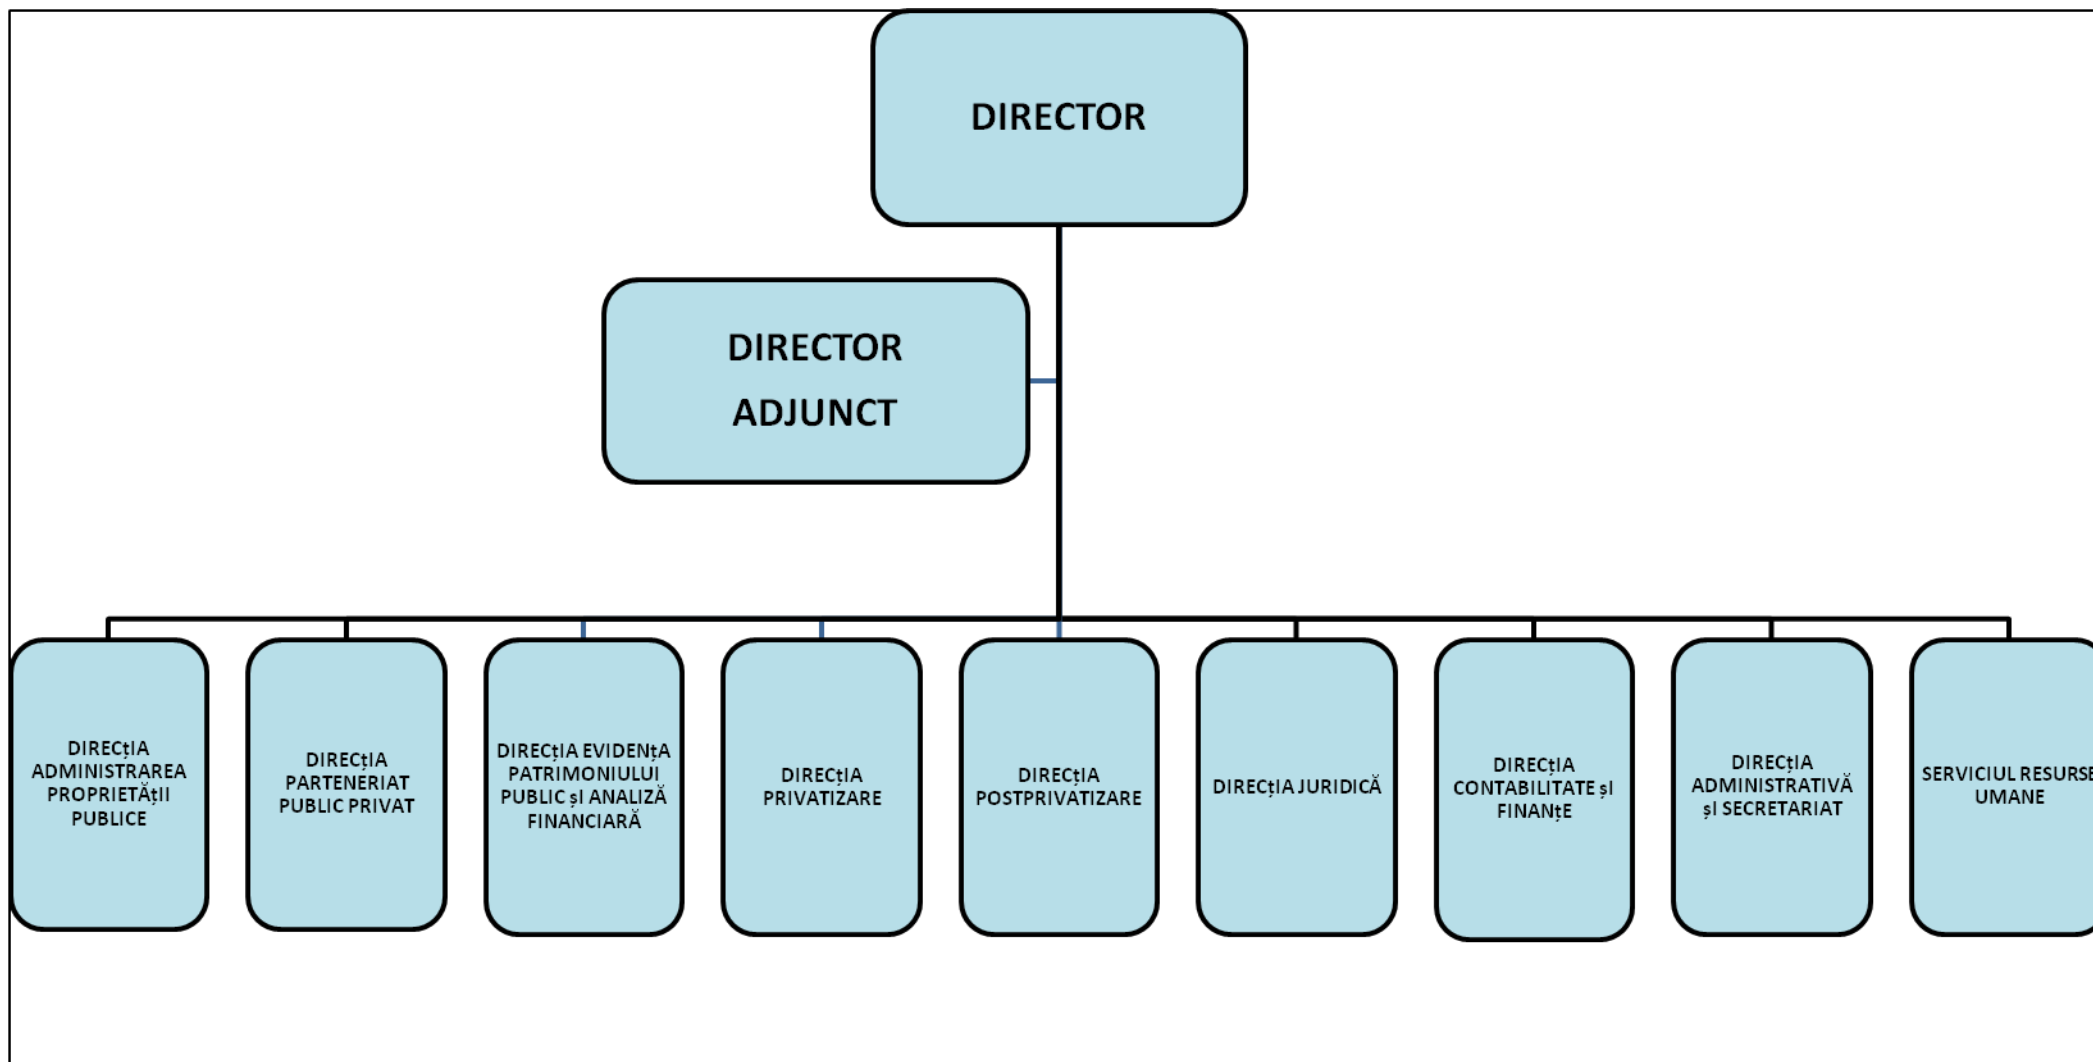 DIRECTOR
DIRECTOR
ADJUNCT
DIRECțIA
ADMINISTRAREA
PROPRIETĂții
PUBLICE
DIRECțIA
PARTENERIAT
PUBLIC PRIVAT
DIRECțIA EVIDENțA
PATRIMONIULUI
PUBLIC șI ANALIZĂ
FINANCIARĂ
DIRECțIA
PRIVATIZARE
DIRECțIA
POSTPRIVATIZARE
DIRECțIA JURIDICĂ
DIRECțIA
CONTABILITATE șI
FINANțE
DIRECțIA
ADMINISTRATIVĂ
șI SECRETARIAT
SERVICIUL RESURSE
UMANE